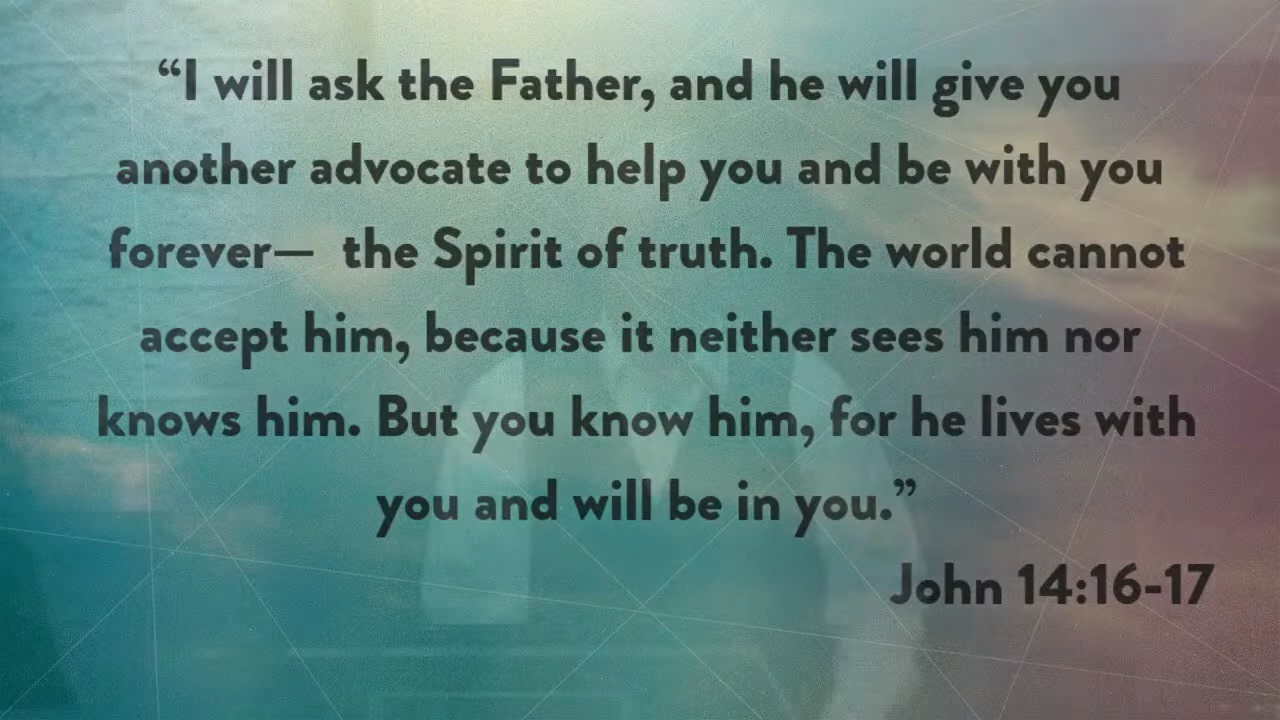 “I will ask the Father, and he will give you
another advocate to help you and be with you
forever—  the Spirit of truth. The world cannot
accept him, because it neither sees him nor
knows him. But you know him, for he lives with
you and will be in you.”
John 14:16-17